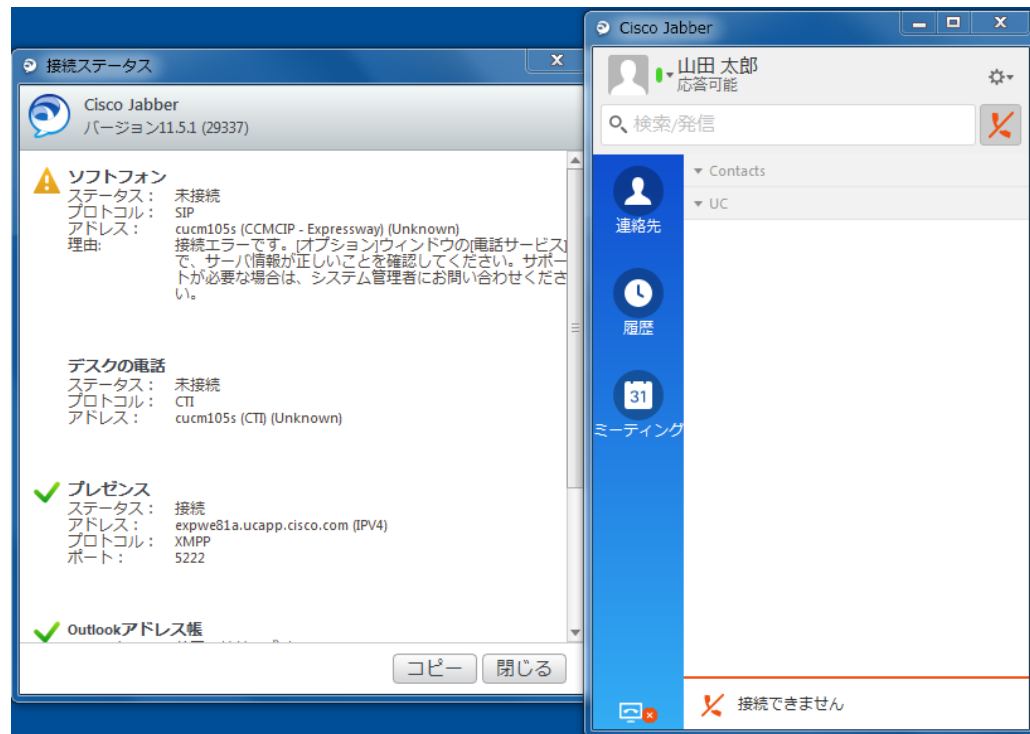 接続ステータス
Cisco Jabber
バージョン11.5.1 (29337)
ソフトフォン
ステータス： 未接続
プロトコル： SIP
アドレス： cucm105s (CCMCIP - Expressway) (Unknown)
理由: 接続エラーです。[オプション]ウィンドウの[電話サービス]
で、サーバ情報が正しいことを確認してください。サポー
トが必要な場合は、システム管理者にお問い合わせくださ
い。
デスクの電話
ステータス： 未接続
プロトコル： CTI
アドレス： cucm105s (CTI) (Unknown)
プレゼンス
ステータス： 接続
アドレス： expwe81a.ucapp.cisco.com (IPV4)
プロトコル： XMPP
ポート： 5222
Outlookアドレス帳
コピー
閉じる
Cisco Jabber
山田 太郎
応答可能
検索/発信
Contacts
UC
連絡先
履歴
31
ミーティング
接続できません